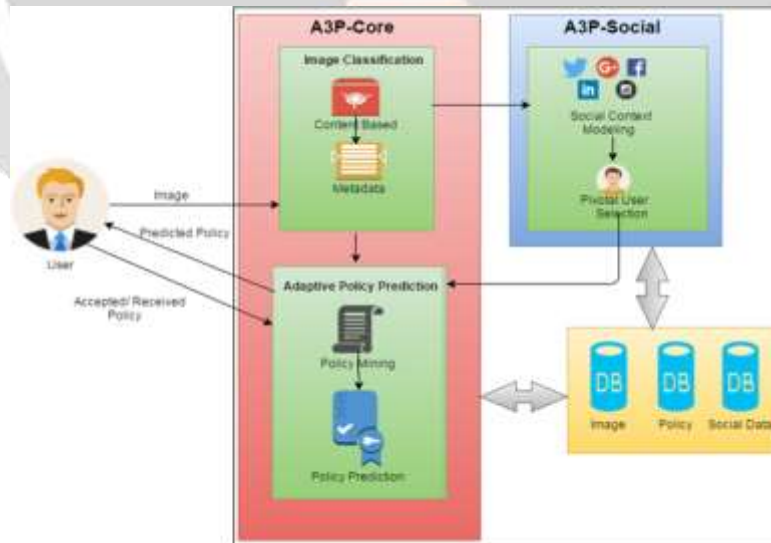 A3P-Core
Image Classification
Content Based
Metadata
A3P-Social
Social Context
Modeling
Pivotal User
Selection
Image
Predicted Policy
User
Accepted/ Received
Policy
Adaptive Policy Prediction
Policy Mining
Policy Prediction
DB
DB
DB
Image
Policy
Social Data